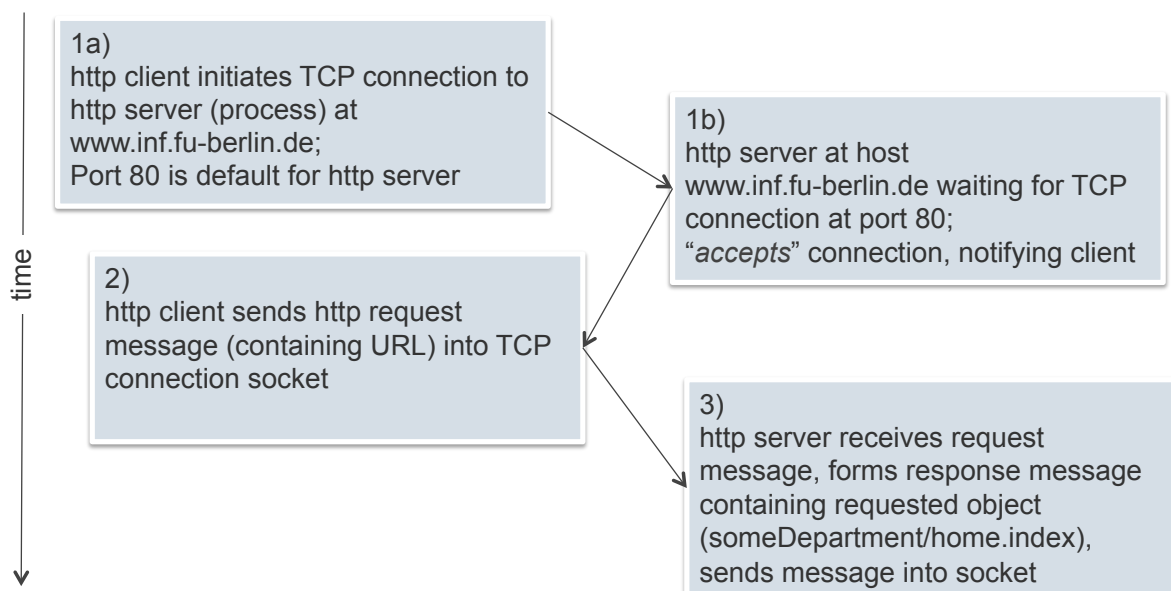 1a)
http client initiates TCP connection to
http server (process) at
www.inf.fu-berlin.de;
Port 80 is default for http server
1b)
http server at host
www.inf.fu-berlin.de waiting for TCP
connection at port 80;
“accepts” connection, notifying client
time
2)
http client sends http request
message (containing URL) into TCP
connection socket
3)
http server receives request
message, forms response message
containing requested object
(someDepartment/home.index),
sends message into socket